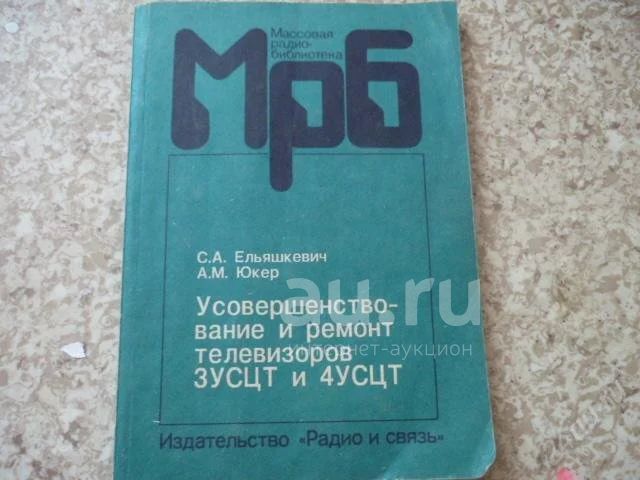 Массовая
радио-
библиотека
Мрб
С.А. Ельяшкевич
А.М. Юкер
Усовершенство-
вание и ремонт
телевизоров
3УСЦТ и 4УСЦТ
Издательство «Радио и связь»
au.ru
интернет-аукцион